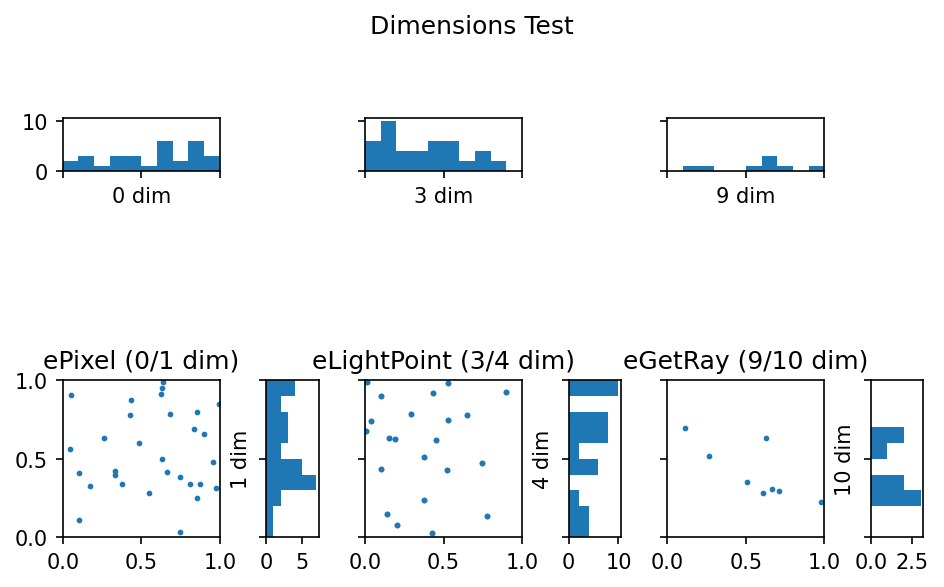 Dimensions Test
10
0
0 dim
3 dim
9 dim
ePixel (0/1 dim)
eLightPoint (3/4 dim)
eGetRay (9/10 dim)
1.0
0.5
0.0
1 dim
4 dim
10 dim
0.0 0.5 1.0
0 5
0.0 0.5 1.0
0 10
0.0 0.5 1.0
0.0 2.5